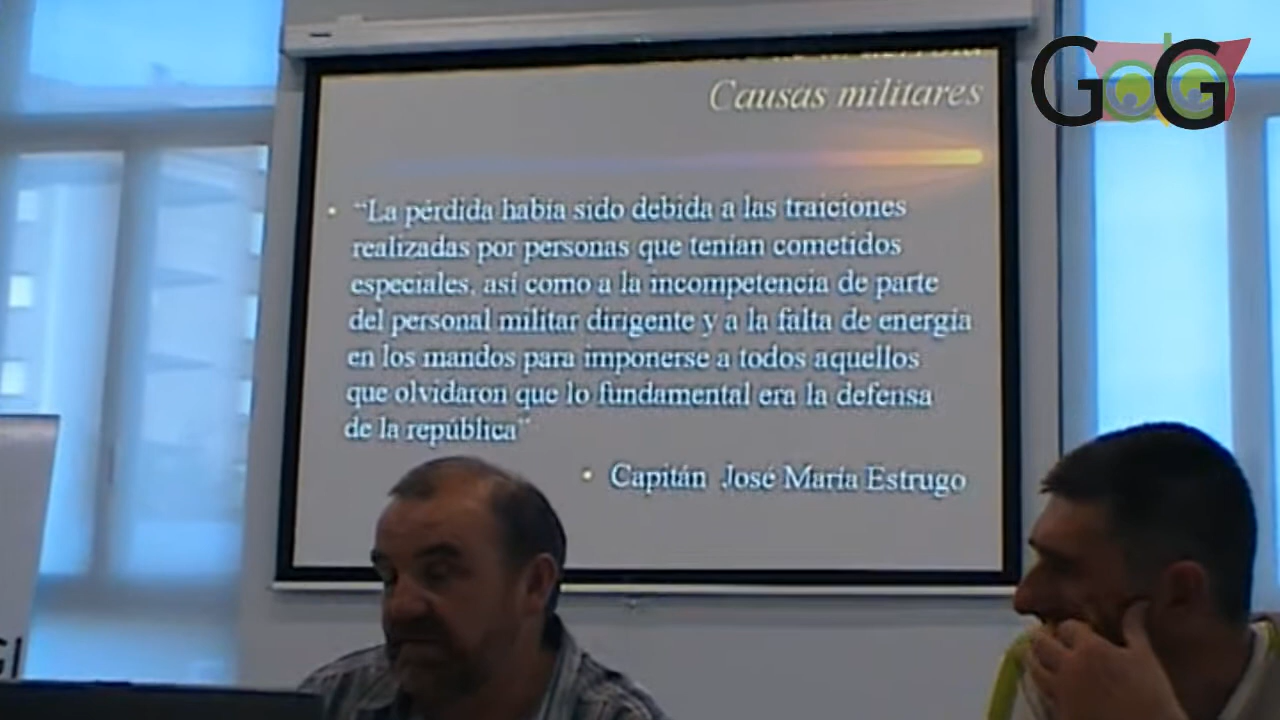 GOG
Causas militares
• “La pérdida había sido debida a las traiciones
realizadas por personas que tenían cometidos
especiales, así como a la incompetencia de parte
del personal militar dirigente y a la falta de energía
en los mandos para imponerse a todos aquellos
que olvidaron que lo fundamental era la defensa
de la república”
• Capitán José María Estrugo